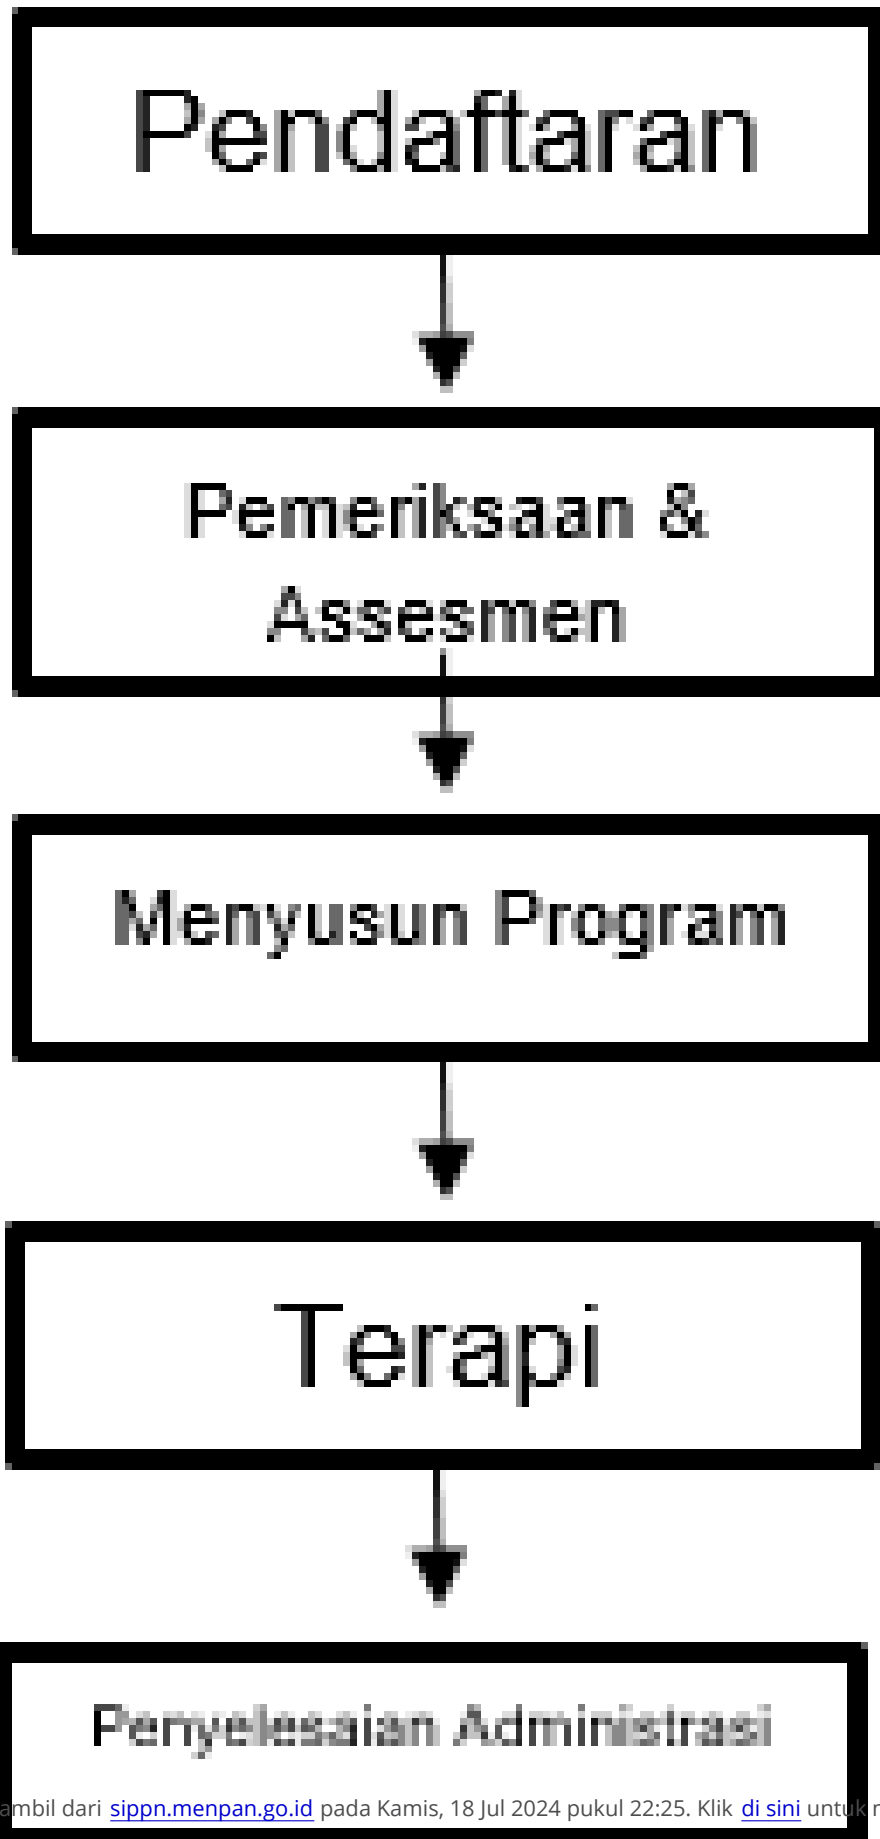 Pendaftaran
Pemeriksaan &
Assesmen
Menyusun Program
Terapi
Penyelesaian Administrasi
ambil dari sippn.menpan.go.id pada Kamis, 18 Jul 2024 pukul 22:25. Klik di sini untuk